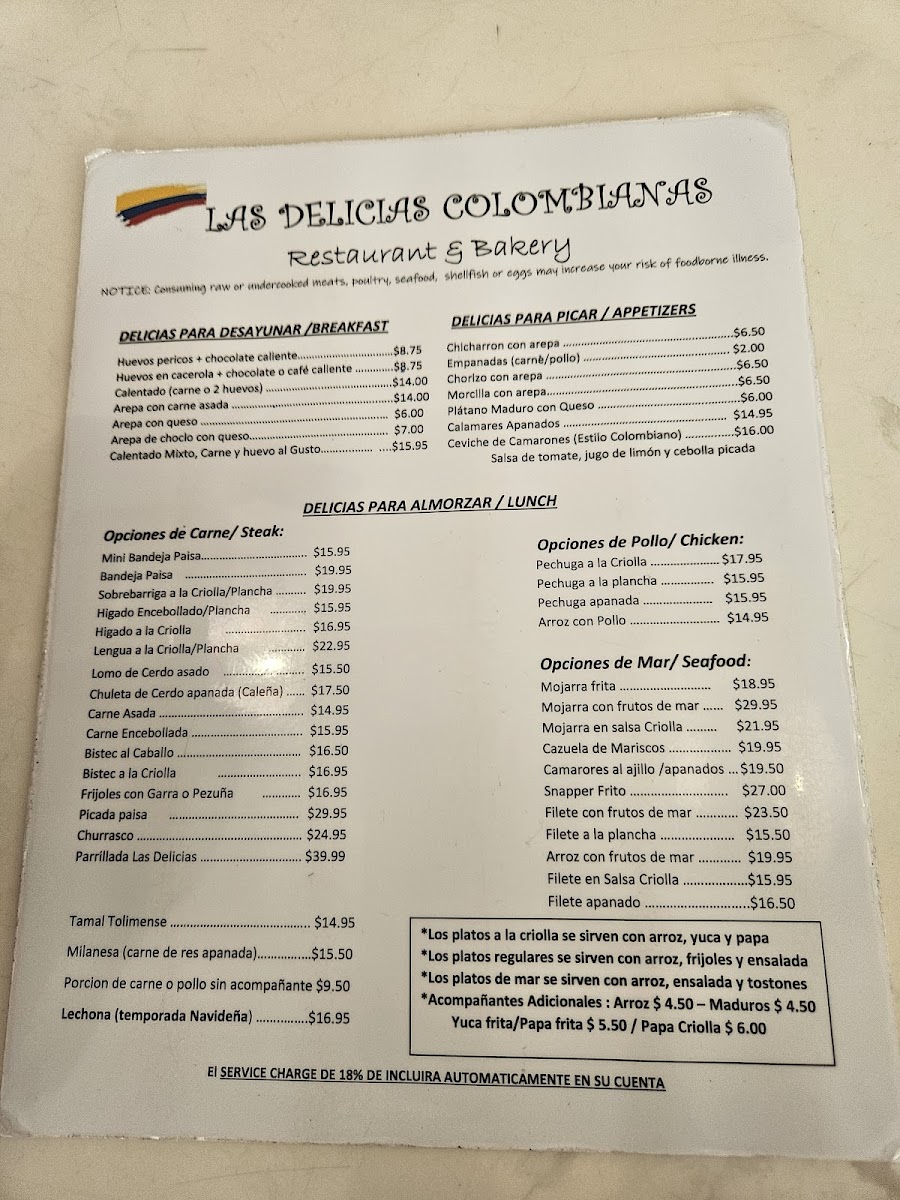 LAS DELICIAS COLOMBIANAS
Restaurant & Bakery
NOTICE: Consuming raw or undercooked meats, poultry, seafood, shellfish or eggs may increase your risk of foodborne illness.
DELICIAS PARA DESAYUNAR /BREAKFAST
Huevos pericos + chocolate caliente..........................$8.75
Huevos en cacerola + chocolate o café caliente ...........$8.75
Calentado (carne o 2 huevos) ...................................$14.00
Arepa con carne asada .............................................$14.00
Arepa con queso ................................................... $6.00
Arepa de choclo con queso...................................... $7.00
Calentado Mixto, Carne y huevo al Gusto............... ....$15.95
DELICIAS PARA PICAR / APPETIZERS
Chicharron con arepa ................................................$6.50
Empanadas (carne/pollo) ......................................... $2.00
Chorizo con arepa .....................................................$6.50
Morcilla con arepa.....................................................$6.50
Plátano Maduro con Queso ........................................$6.00
Calamares Apanados ............................................... $14.95
Ceviche de Camarones (Estilo Colombiano) ..............$16.00
Salsa de tomate, jugo de limón y cebolla picada
DELICIAS PARA ALMORZAR / LUNCH
Opciones de Carne/ Steak:
Mini Bandeja Paisa............................. $15.95
Bandeja Paisa ................................. $19.95
Sobrebarriga a la Criolla/Plancha ......... $19.95
Higado Encebollado/Plancha .......... $15.95
Higado a la Criolla ...................... $16.95
Lengua a la Criolla/Plancha ............ $22.95
Lomo de Cerdo asado ...................... $15.50
Chuleta de Cerdo apanada (Caleña) ..... $17.50
Carne Asada ....................................... $14.95
Carne Encebollada .............................. $15.95
Bistec al Caballo ................................. $16.50
Bistec a la Criolla ....................... $16.95
Frijoles con Garra o Pezuña ........... $16.95
Picada paisa ................................... $29.95
Churrasco ............................................ $24.95
Parrillada Las Delicias ........................... $39.99
Tamal Tolimense ..................................... $14.95
Milanesa (carne de res apanada)...............$15.50
Porcion de carne o pollo sin acompañante $9.50
Lechona (temporada Navideña) ..............$16.95
Opciones de Pollo/ Chicken:
Pechuga a la Criolla ....................$17.95
Pechuga a la plancha ............... $15.95
Pechuga apanada .................... $15.95
Arroz con Pollo .......................... $14.95
Opciones de Mar/ Seafood:
Mojarra frita .......................... $18.95
Mojarra con frutos de mar ...... $29.95
Mojarra en salsa Criolla ......... $21.95
Cazuela de Mariscos .................. $19.95
Camarores al ajillo /apanados ...$19.50
Snapper Frito ............................ $27.00
Filete con frutos de mar ............ $23.50
Filete a la plancha ..................... $15.50
Arroz con frutos de mar ............ $19.95
Filete en Salsa Criolla ..................$15.95
Filete apanado .............................$16.50
*Los platos a la criolla se sirven con arroz, yuca y papa
*Los platos regulares se sirven con arroz, frijoles y ensalada
*Los platos de mar se sirven con arroz, ensalada y tostones
*Acompañantes Adicionales : Arroz $ 4.50 – Maduros $ 4.50
Yuca frita/Papa frita $ 5.50 / Papa Criolla $ 6.00
El SERVICE CHARGE DE 18% DE INCLUIRA AUTOMATICAMENTE EN SU CUENTA